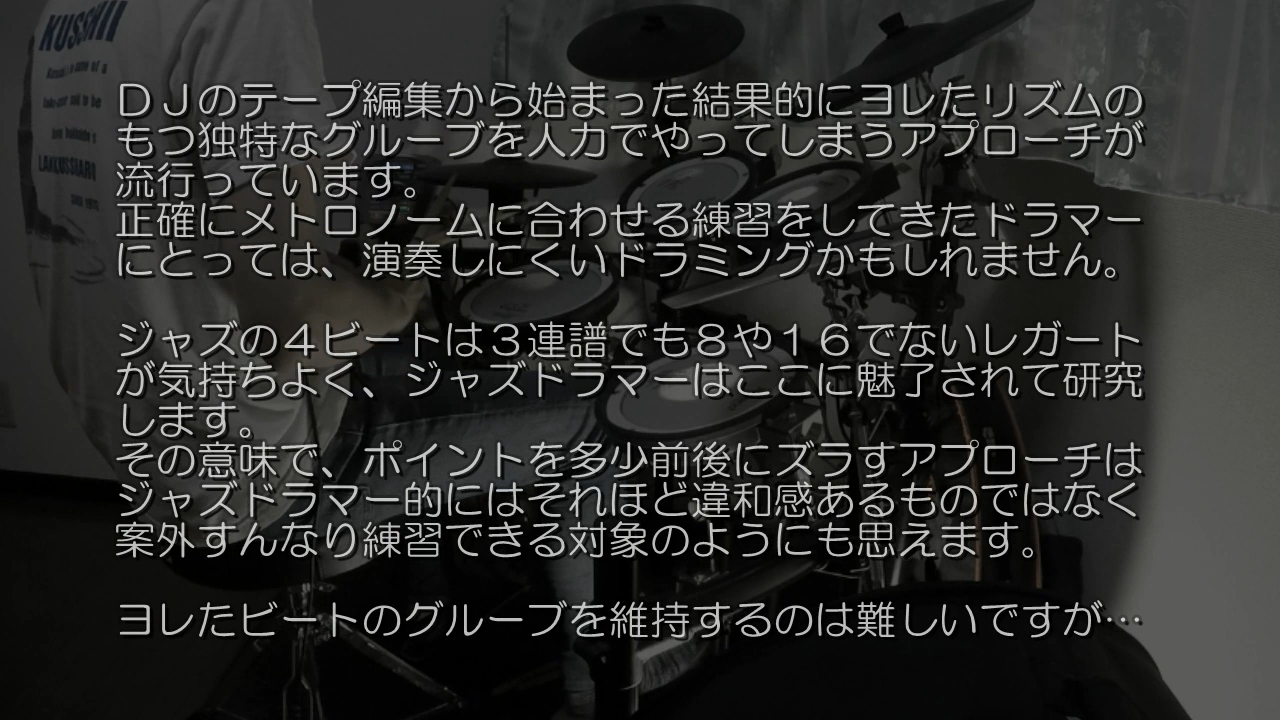 KUSSHII
ＤＪのテープ編集から始まった結果的にヨレたリズムの
もつ独特なグルーブを人力でやってしまうアプローチが
流行っています。
正確にメトロノームに合わせる練習をしてきたドラマー
にとっては、演奏しにくいドラミングかもしれません。
ジャズの４ビートは３連譜でも８や１６でないレガート
が気持ちよく、ジャズドラマーはここに魅了されて研究
します。
その意味で、ポイントを多少前後にズラすアプローチは
ジャズドラマー的にはそれほど違和感あるものではなく
案外すんなり練習できる対象のようにも思えます。
ヨレたビートのグルーブを維持するのは難しいですが…